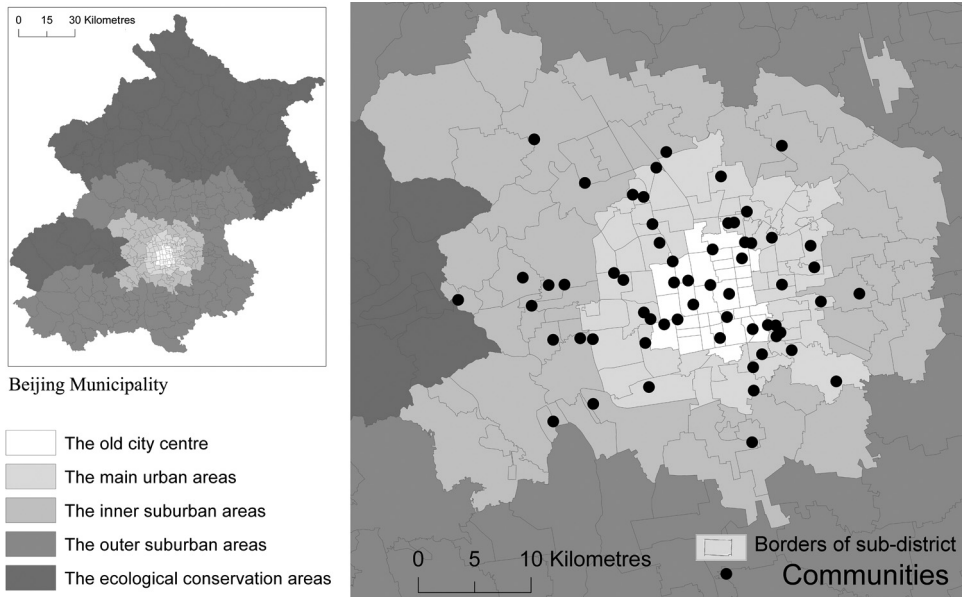 0 15 30 Kilometres
Beijing Municipality
The old city centre
The main urban areas
The inner suburban areas
The outer suburban areas
The ecological conservation areas
0 5 10 Kilometres
Borders of sub-district
Communities